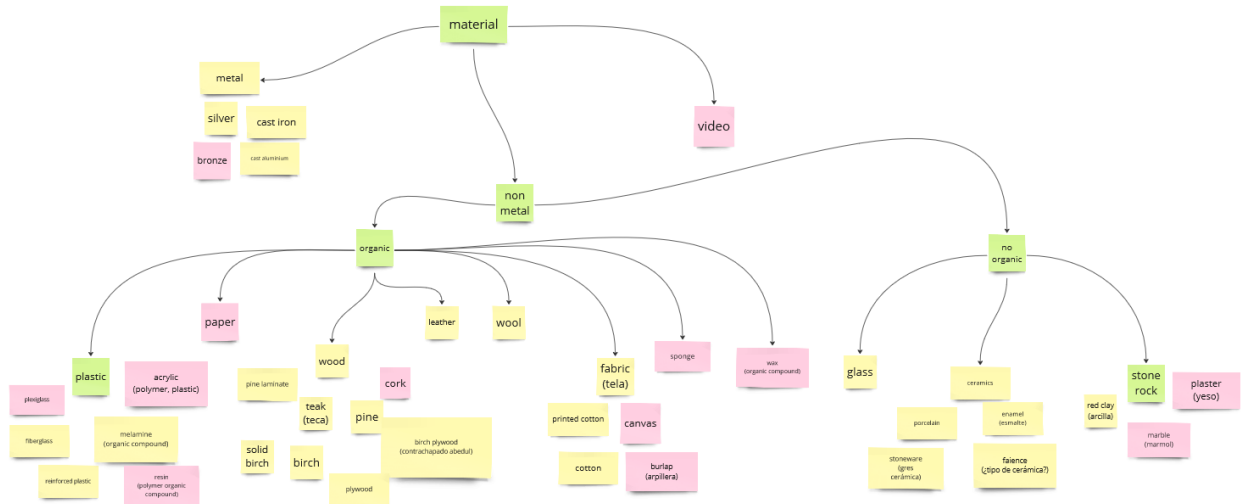 material
metal
silver
cast iron
bronze
cast aluminium
video
non
metal
organic
no
organic
paper
leather
wool
plastic
acrylic
(polymer, plastic)
plexiglass
fiberglass
melamine
(organic compound)
reinforced plastic
resin
(polymer organic
compound)
wood
pine laminate
cork
teak
(teca)
pine
solid
birch
birch
birch plywood
(contrachapado abedul)
plywood
fabric
(tela)
printed cotton
canvas
cotton
burlap
(arpillera)
sponge
wax
(organic compound)
glass
ceramics
porcelain
enamel
(esmalte)
stoneware
(gres
cerámica)
faience
(¿tipo de cerámica?)
stone
rock
red clay
(arcilla)
plaster
(yeso)
marble
(marmol)